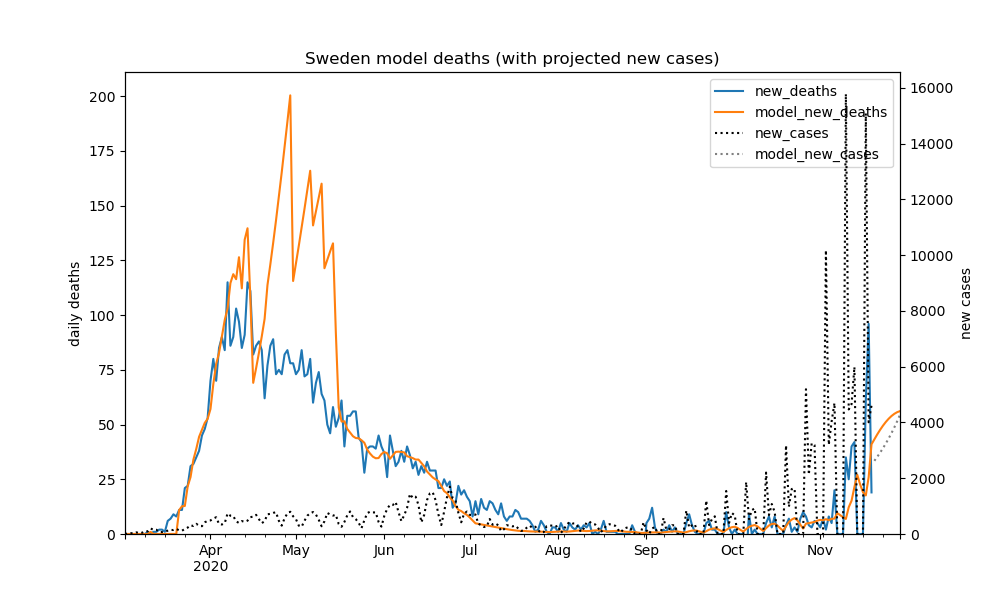 Sweden model deaths (with projected new cases)
new_deaths
model_new_deaths
new_cases
model_new_cases
daily deaths
200
175
150
125
100
75
50
25
0
16000
14000
12000
10000
8000
6000
4000
2000
0
new cases
Apr
2020
May
Jun
Jul
Aug
Sep
Oct
Nov